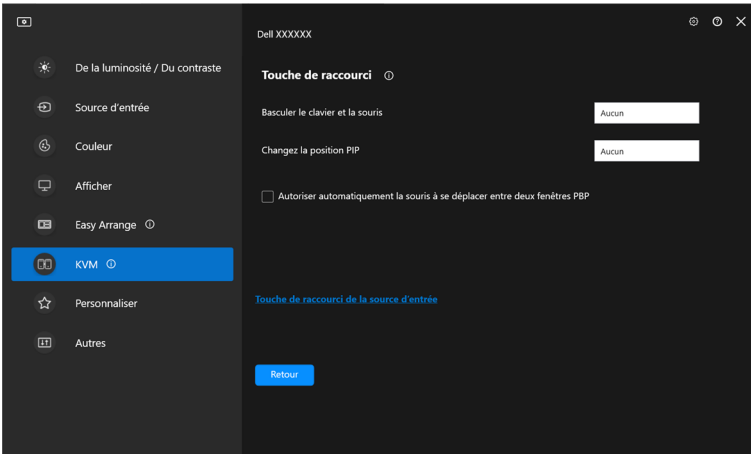 Dell XXXXXX
De la luminosité / Du contraste
Source d'entrée
Couleur
Afficher
Easy Arrange
KVM
Personnaliser
Autres
Touche de raccourci
Basculer le clavier et la souris
Aucun
Changez la position PIP
Aucun
Autoriser automatiquement la souris à se déplacer entre deux fenêtres PBP
Touche de raccourci de la source d'entrée
Retour